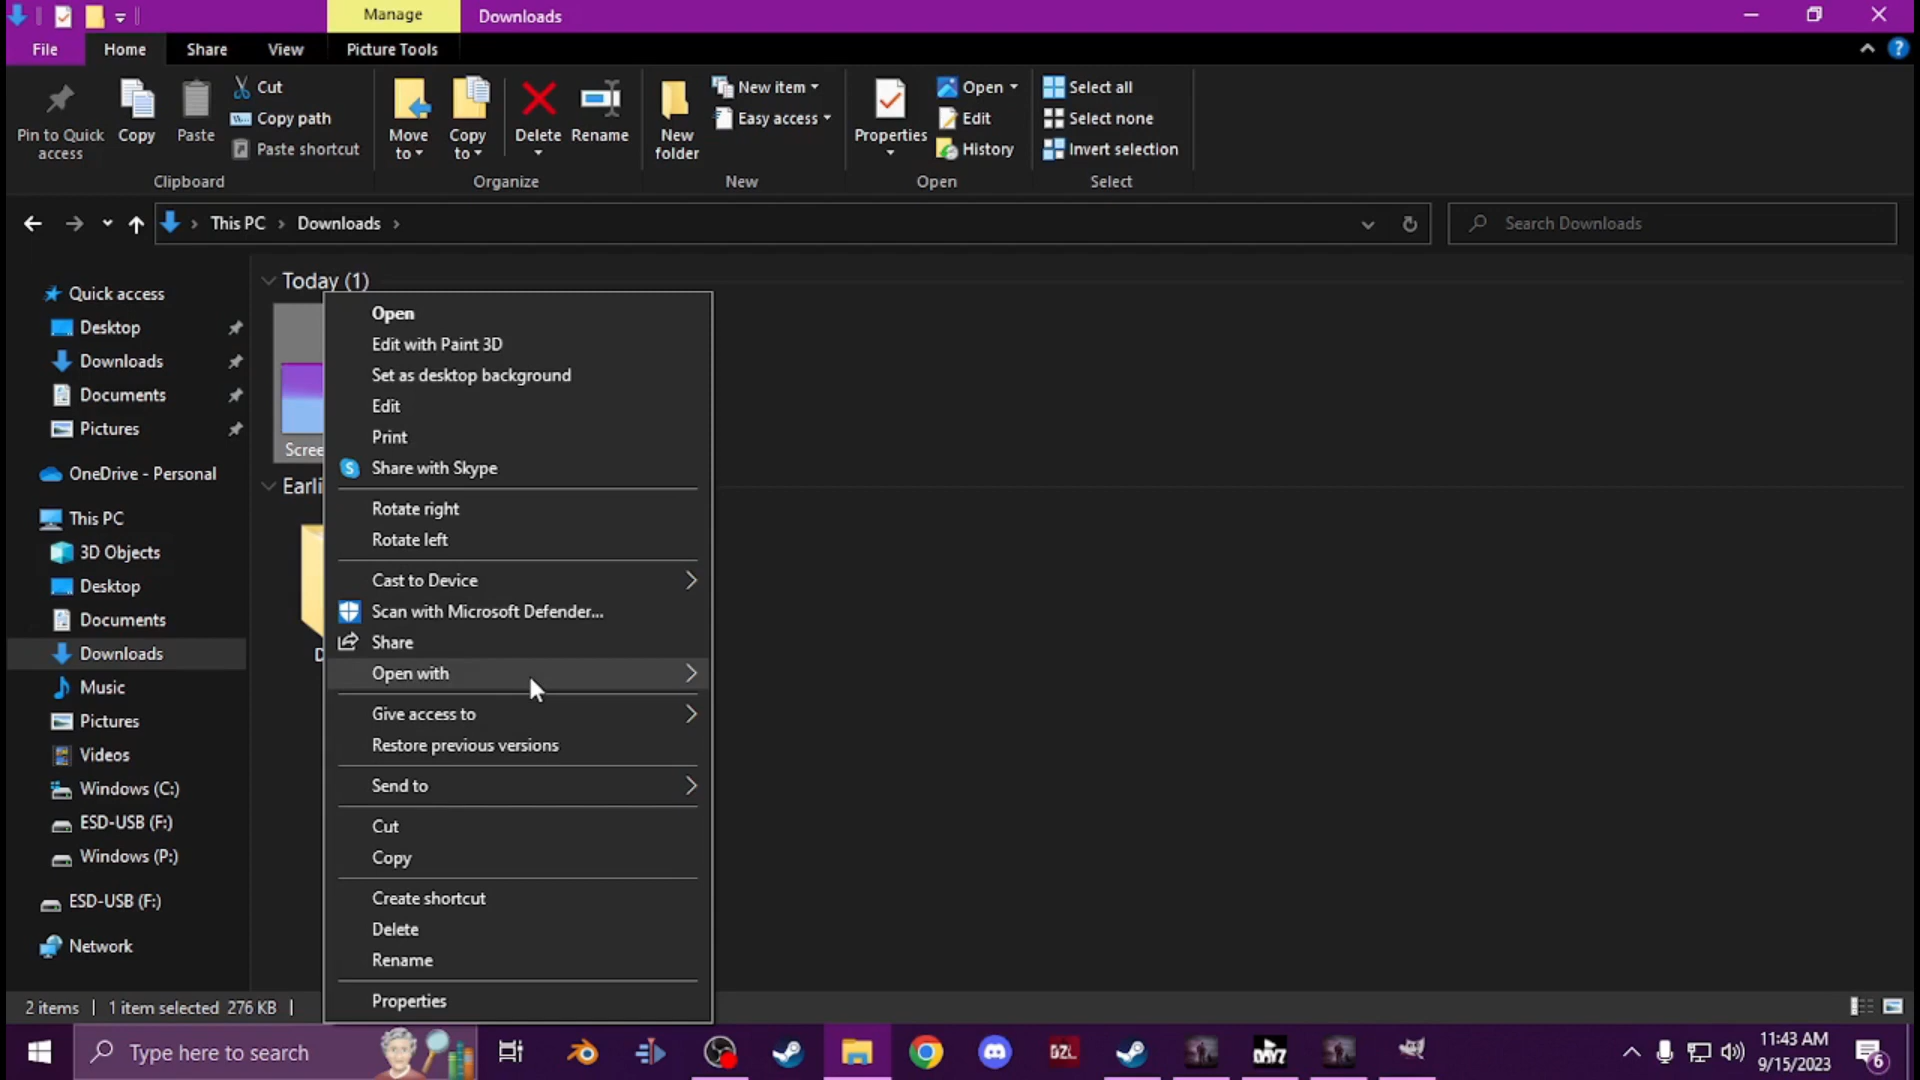 Manage
Downloads
File
Home
Share
View
Picture Tools
Pin to Quick
access
Copy
Paste
Cut
Copy path
Paste shortcut
Clipboard
Move
to
Copy
to
Delete
Rename
Organize
New
folder
New item
Easy access
New
Properties
Open
Edit
History
Open
Select all
Select none
Invert selection
Select
This PC
Downloads
Search Downloads
Quick access
Desktop
Downloads
Documents
Pictures
OneDrive - Personal
This PC
3D Objects
Desktop
Documents
Downloads
Music
Pictures
Videos
Windows (C:)
ESD-USB (F:)
Windows (P:)
ESD-USB (F:)
Network
Today (1)
Scree
Earli
D
Open
Edit with Paint 3D
Set as desktop background
Edit
Print
Share with Skype
Rotate right
Rotate left
Cast to Device
Scan with Microsoft Defender...
Share
Open with
Give access to
Restore previous versions
Send to
Cut
Copy
Create shortcut
Delete
Rename
Properties
2 items
1 item selected 276 KB
Type here to search
DZL
DAYZ
11:43 AM
9/15/2023
6